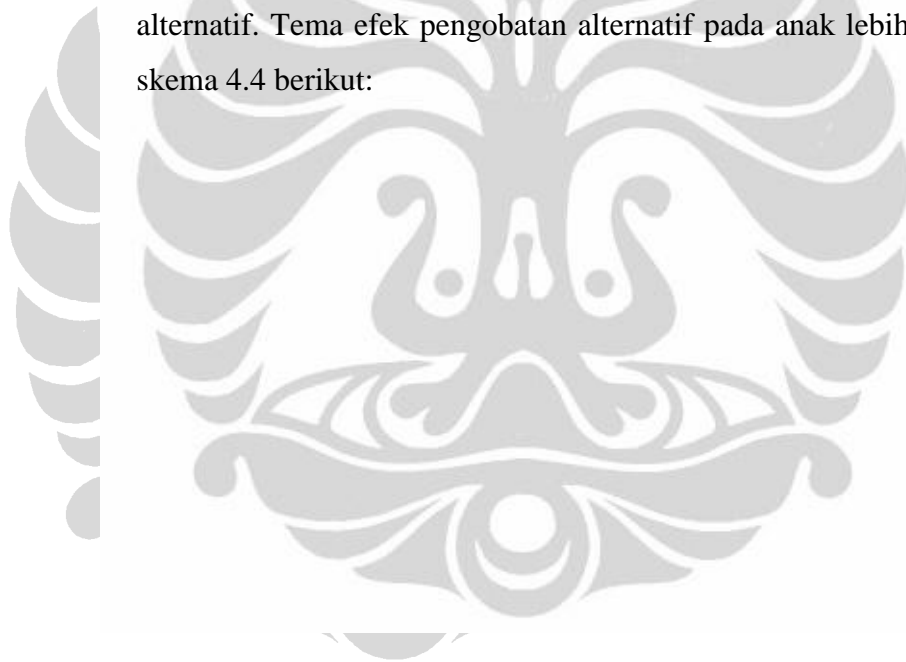 alternatif. Tema efek pengobatan alternatif pada anak lebih
skema 4.4 berikut: